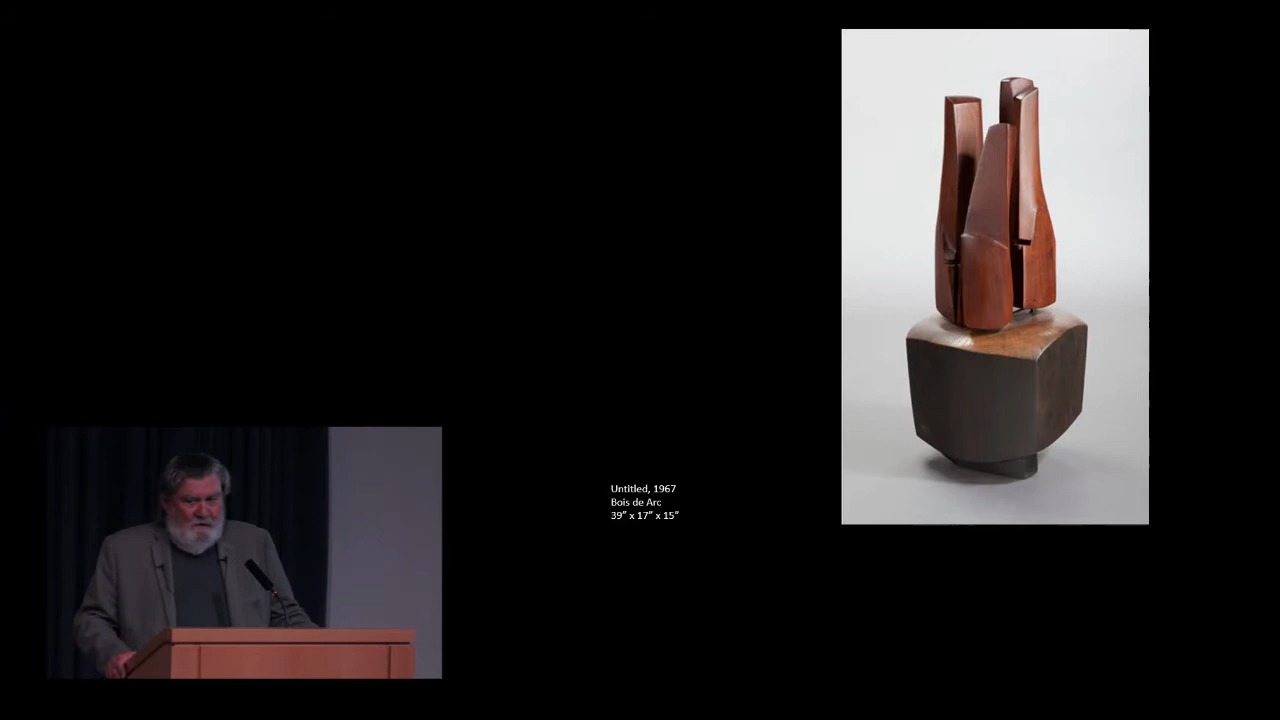 Untitled, 1967
Bois de Arc
39” x 17” x 15”